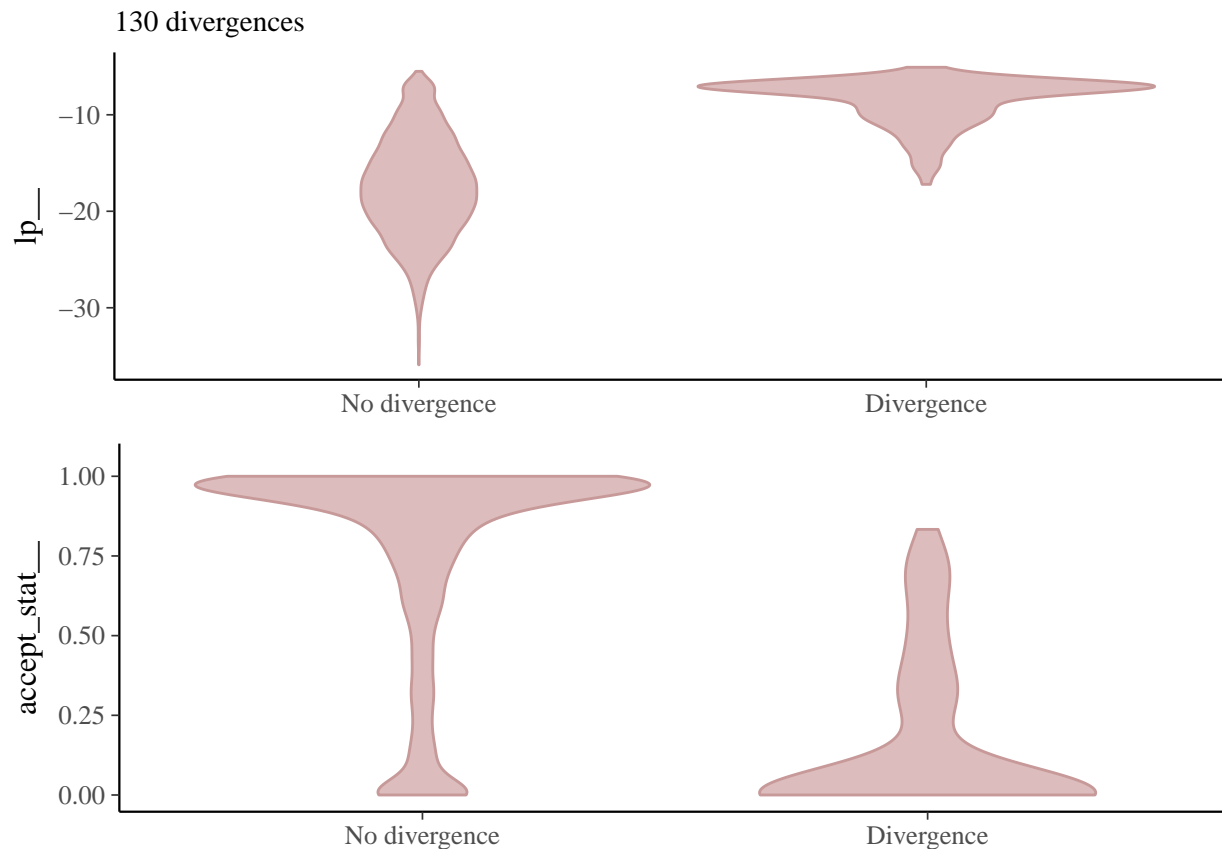 130 divergences
lp__
−10
−20
−30
No divergence
Divergence
accept_stat__
1.00
0.75
0.50
0.25
0.00
No divergence
Divergence